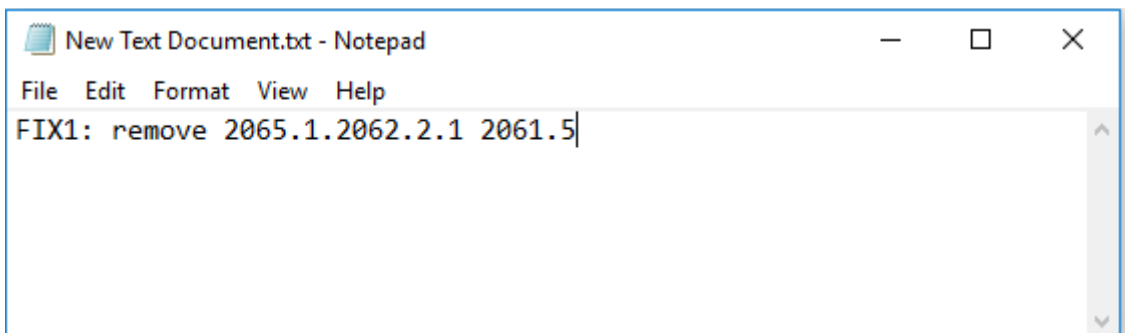 New Text Document.txt - Notepad
File Edit Format View Help
FIX1: remove 2065.1.2062.2.1 2061.5